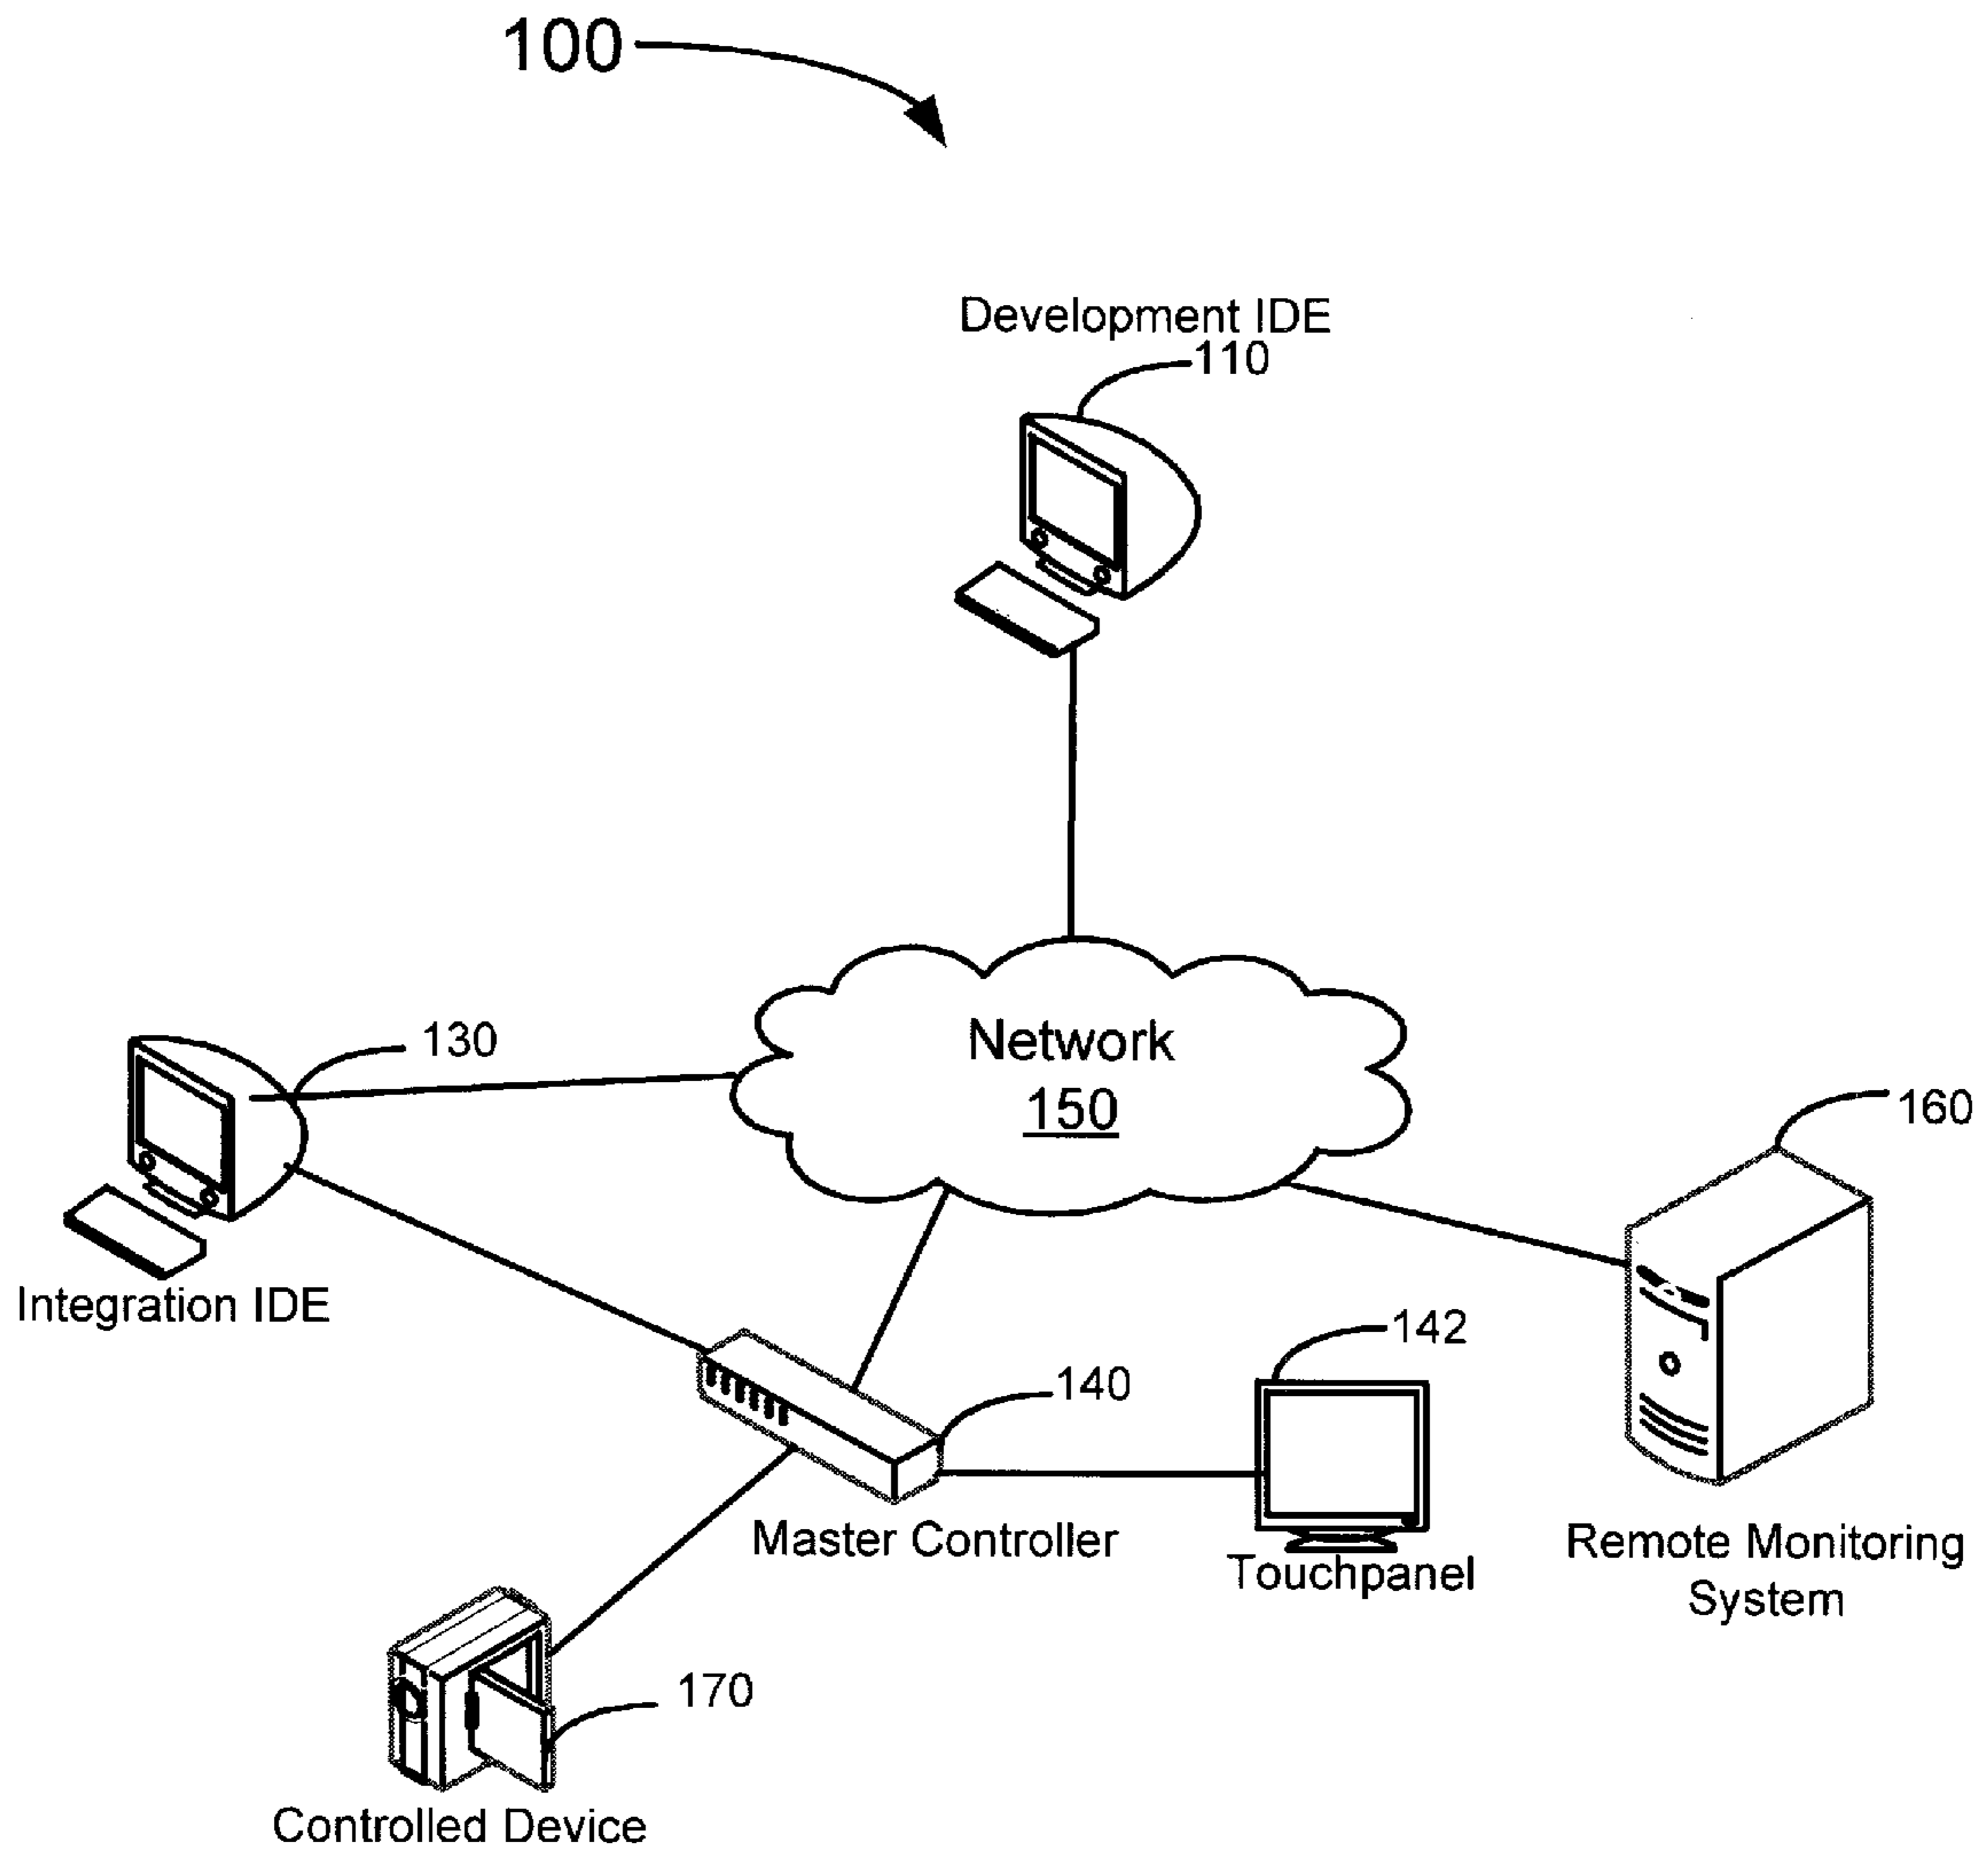 100
Development IDE
110
Network
150
130
Integration IDE
160
142
140
Master Controller
Touchpanel
Remote Monitoring
System
170
Controlled Device